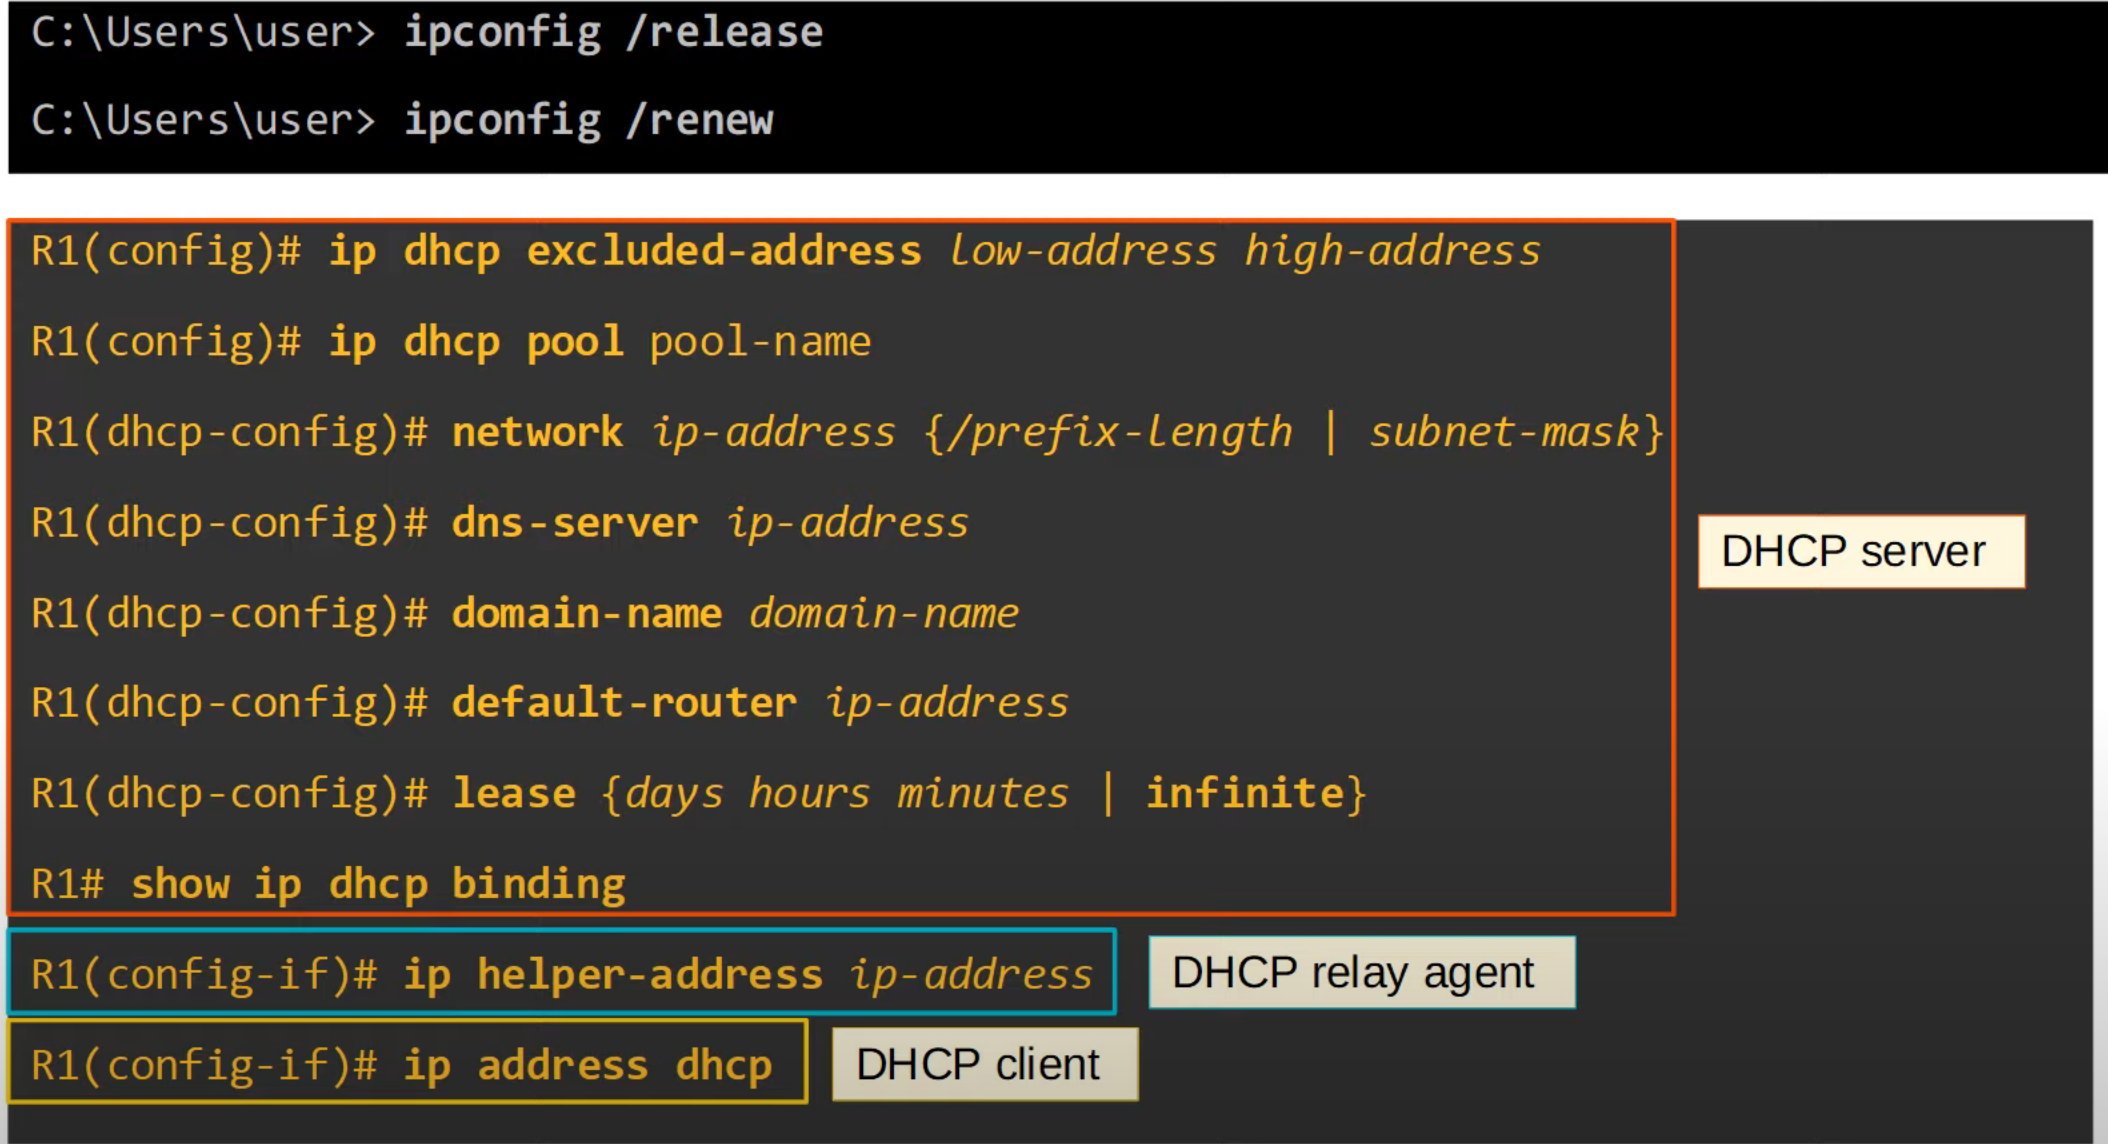 C:\Users\user> ipconfig /release
C:\Users\user> ipconfig /renew
R1(config)# ip dhcp excluded-address low-address high-address
R1(config)# ip dhcp pool pool-name
R1(dhcp-config)# network ip-address {/prefix-length | subnet-mask}
R1(dhcp-config)# dns-server ip-address
DHCP server
R1(dhcp-config)# domain-name domain-name
R1(dhcp-config)# default-router ip-address
R1(dhcp-config)# lease {days hours minutes | infinite}
R1# show ip dhcp binding
R1(config-if)# ip helper-address ip-address
DHCP relay agent
R1(config-if)# ip address dhcp
DHCP client